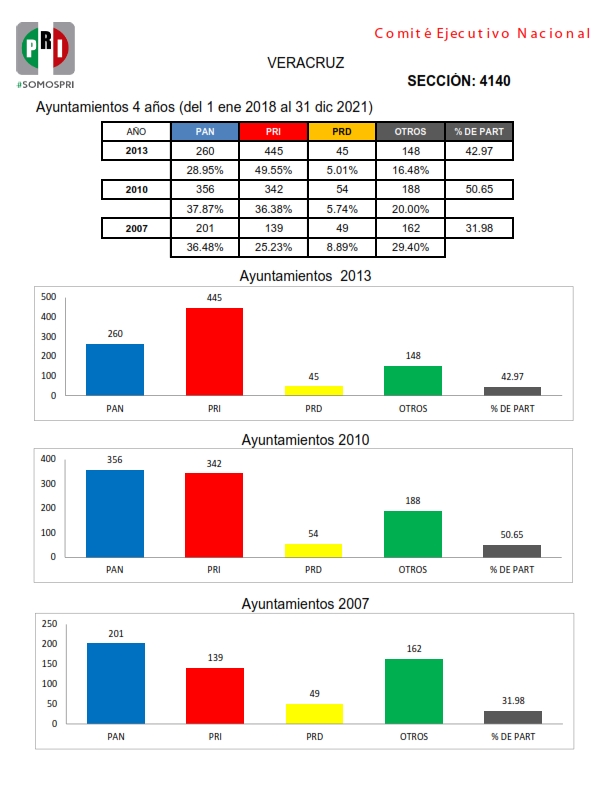 Comité Ejecutivo Nacional
PRI
#SOMOSPRI
VERACRUZ
SECCIÒN: 4140
Ayuntamientos 4 años (del 1 ene 2018 al 31 dic 2021)
AÑO PAN PRI PRD OTROS % DE PART
2013 260 445 45 148 42.97
28.95% 49.55% 5.01% 16.48%
2010 356 342 54 188 50.65
37.87% 36.38% 5.74% 20.00%
2007 201 139 49 162 31.98
36.48% 25.23% 8.89% 29.40%
Ayuntamientos 2013
500
400
300
200
100
0
260 445 45 148 42.97
PAN PRI PRD OTROS % DE PART
Ayuntamientos 2010
400
300
200
100
0
356 342 54 188 50.65
PAN PRI PRD OTROS % DE PART
Ayuntamientos 2007
250
200
150
100
50
0
201 139 49 162 31.98
PAN PRI PRD OTROS % DE PART